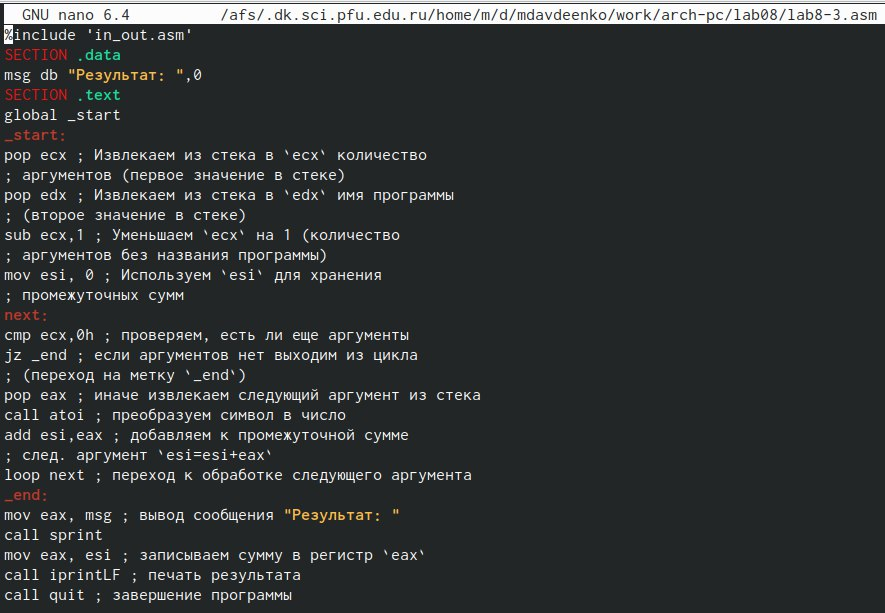 GNU nano 6.4 /afs/.dk.sci.pfu.edu.ru/home/m/d/mdavdeenko/work/arch-pc/lab08/lab8-3.asm
%include 'in_out.asm'
SECTION .data
msg db "Результат: ",0
SECTION .text
global _start
_start:
pop ecx ; Извлекаем из стека в `ecx` количество
; аргументов (первое значение в стеке)
pop edx ; Извлекаем из стека в `edx` имя программы
; (второе значение в стеке)
sub ecx,1 ; Уменьшаем `ecx` на 1 (количество
; аргументов без названия программы)
mov esi, 0 ; Используем `esi` для хранения
; промежуточных сумм
next:
cmp ecx,0h ; проверяем, есть ли еще аргументы
jz _end ; если аргументов нет выходим из цикла
; (переход на метку `_end`)
pop eax ; иначе извлекаем следующий аргумент из стека
call atoi ; преобразуем символ в число
add esi,eax ; добавляем к промежуточной сумме
; след. аргумент `esi=esi+eax`
loop next ; переход к обработке следующего аргумента
_end:
mov eax, msg ; вывод сообщения "Результат: "
call sprint
mov eax, esi ; записываем сумму в регистр `eax`
call iprintLF ; печать результата
call quit ; завершение программы